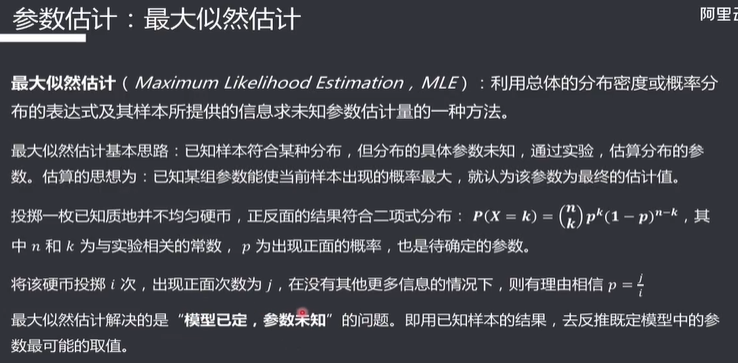 参数估计：最大似然估计
阿里云
最大似然估计（Maximum Likelihood Estimation，MLE）：利用总体的分布密度或概率分
布的表达式及其样本所提供的信息求未知参数估计量的一种方法。
最大似然估计基本思路：已知样本符合某种分布，但分布的具体参数未知，通过实验，估算分布的参
数。估算的思想为：已知某组参数能使当前样本出现的概率最大，就认为该参数为最终的估计值。
投掷一枚已知质地并不均匀硬币，正反面的结果符合二项式分布：P(X = k) = (n k) p^k (1 − p)^{n−k}，其
中 n 和 k 为与实验相关的常数，p 为出现正面的概率，也是待确定的参数。
将该硬币投掷 i 次，出现正面次数为 j，在没有其他更多信息的情况下，则有理由相信 p = j/i
最大似然估计解决的是“模型已定，参数未知”的问题。即用已知样本的结果，去反推既定模型中的参
数最可能的取值。